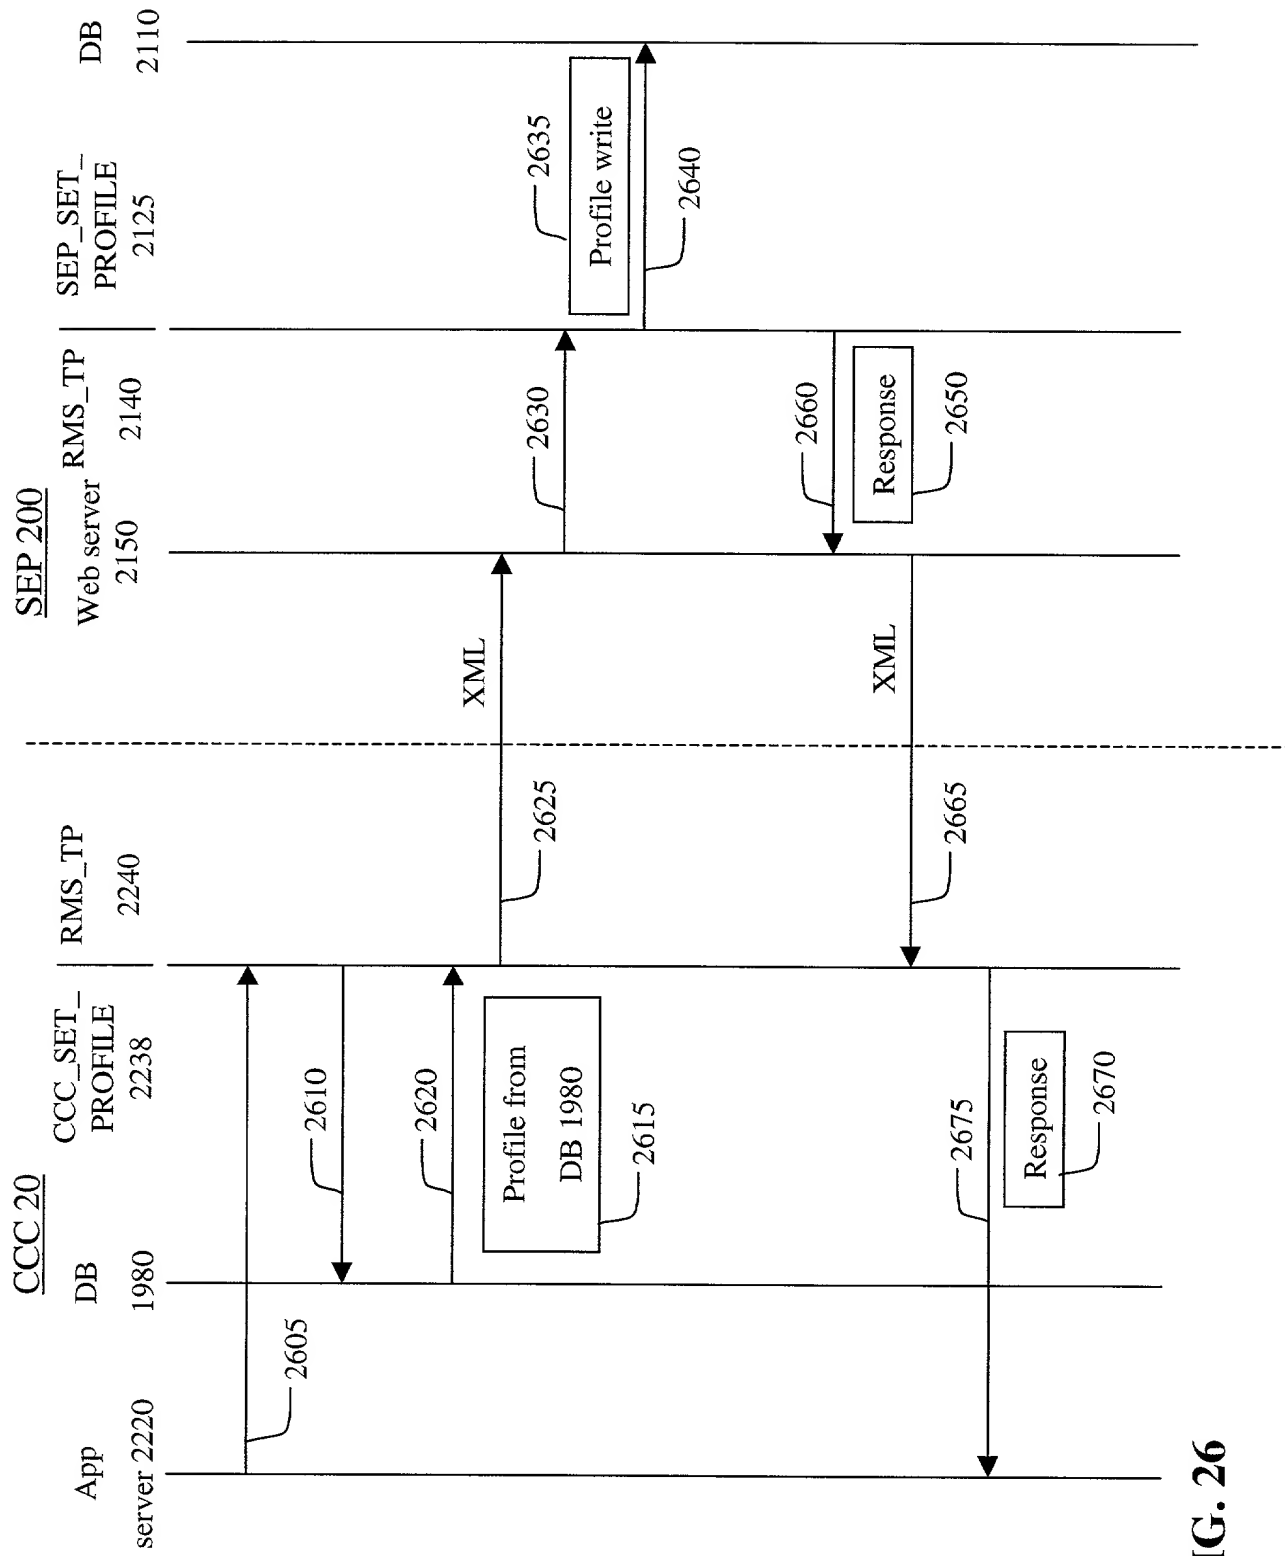 CCC 20
SEP 200
App
server 2220
DB
1980
CCC_SET_
PROFILE
2238
RMS_TP
2240
Web server
2150
RMS_TP
2140
SEP_SET_
PROFILE
2125
DB
2110
2605
2610
2620
Profile from
DB 1980
2615
XML
2625
2630
2635
Profile write
2640
2660
Response
2650
XML
2665
2675
Response
2670
IG. 26